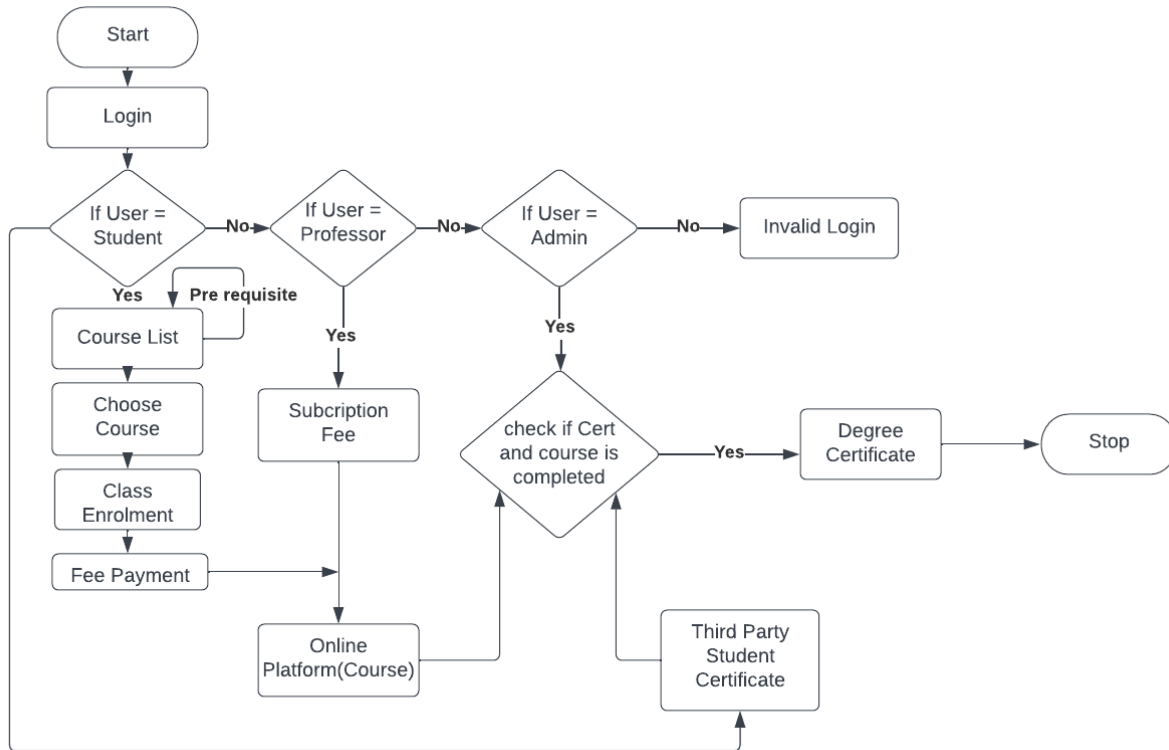 Start
Login
If User =
Student
No
If User =
Professor
No
If User =
Admin
No
Invalid Login
Yes
Pre requisite
Course List
Yes
Yes
Choose
Course
Subcription
Fee
check if Cert
and course is
completed
Yes
Degree
Certificate
Stop
Class
Enrolment
Fee Payment
Online
Platform(Course)
Third Party
Student
Certificate